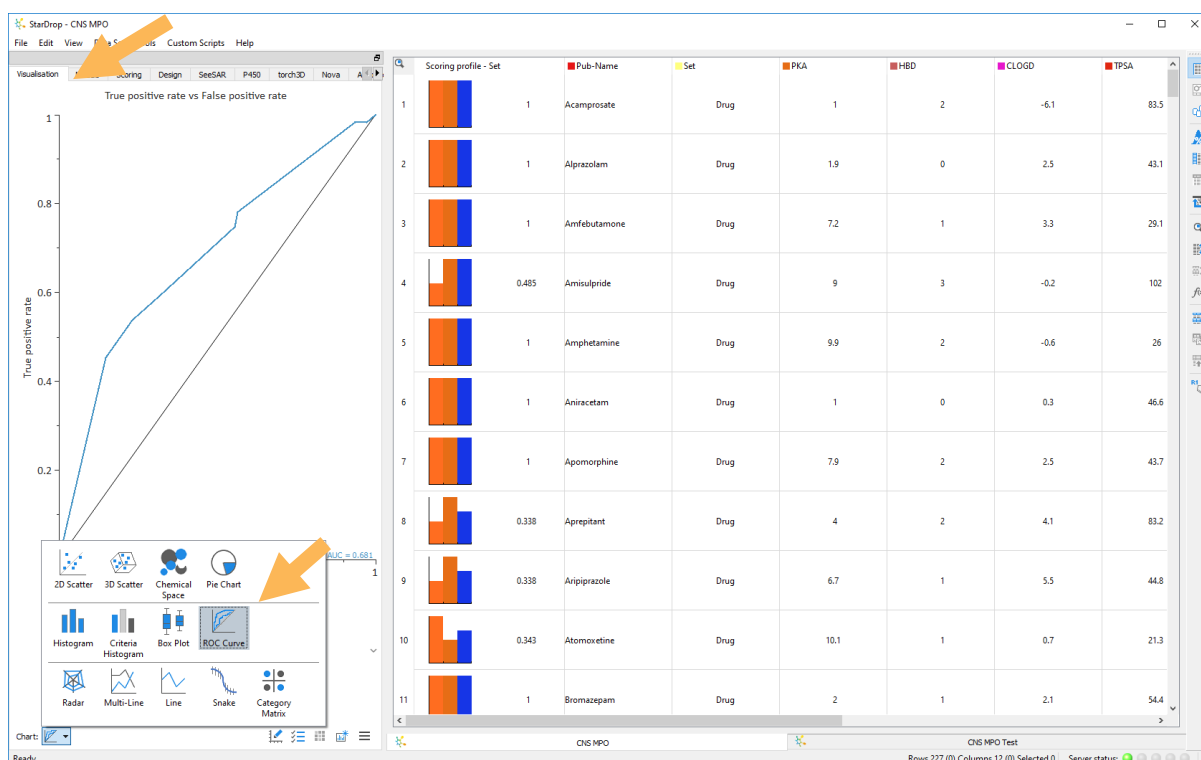 StarDrop - CNS MPO
File Edit View Custom Scripts Help
Visualisation Scoring Design SeeSAR P450 torch3D Nova
True positive rate vs False positive rate
1
0.8
0.6
0.4
0.2
True positive rate
AUC = 0.681
1
2D Scatter 3D Scatter Chemical Space Pie Chart
Histogram Criteria Histogram Box Plot ROC Curve
Radar Multi-Line Line Snake Category Matrix
Chart:
Ready
Scoring profile - Set Pub-Name Set PKA HBD CLOGD TPSA
1 1 Acamprosate Drug 1 2 -6.1 83.5
2 1 Alprazolam Drug 1.9 0 2.5 43.1
3 1 Amfebutamone Drug 7.2 1 3.3 29.1
4 0.485 Amisulpride Drug 9 3 -0.2 102
5 1 Amphetamine Drug 9.9 2 -0.6 26
6 1 Aniracetam Drug 1 0 0.3 46.6
7 1 Apomorphine Drug 7.9 2 2.5 43.7
8 0.338 Aprepitant Drug 4 2 4.1 83.2
9 0.338 Aripiprazole Drug 6.7 1 5.5 44.8
10 0.343 Atomoxetine Drug 10.1 1 0.7 21.3
11 1 Bromazepam Drug 2 1 2.1 54.4
CNS MPO CNS MPO Test
Rows 227 (0) Columns 12 (0) Selected 0 Server status: